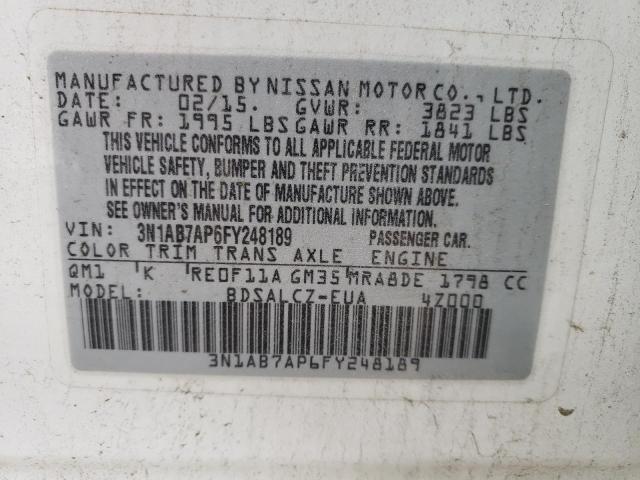 MANUFACTURED BY NISSAN MOTOR CO., LTD.
DATE: 02/15. GVWR: 3823 LBS
GAWR FR: 1995 LBS GAWR RR: 1841 LBS
THIS VEHICLE CONFORMS TO ALL APPLICABLE FEDERAL MOTOR
VEHICLE SAFETY, BUMPER AND THEFT PREVENTION STANDARDS
IN EFFECT ON THE DATE OF MANUFACTURE SHOWN ABOVE.
SEE OWNER'S MANUAL FOR ADDITIONAL INFORMATION.
VIN: 3N1AB7AP6FY248189 PASSENGER CAR.
COLOR TRIM TRANS AXLE ENGINE
QM1 K RE0F11A GM35 MRA8DE 1798 CC
MODEL: BDSALCZ-EUA 4Z000
3N1AB7AP6FY248189